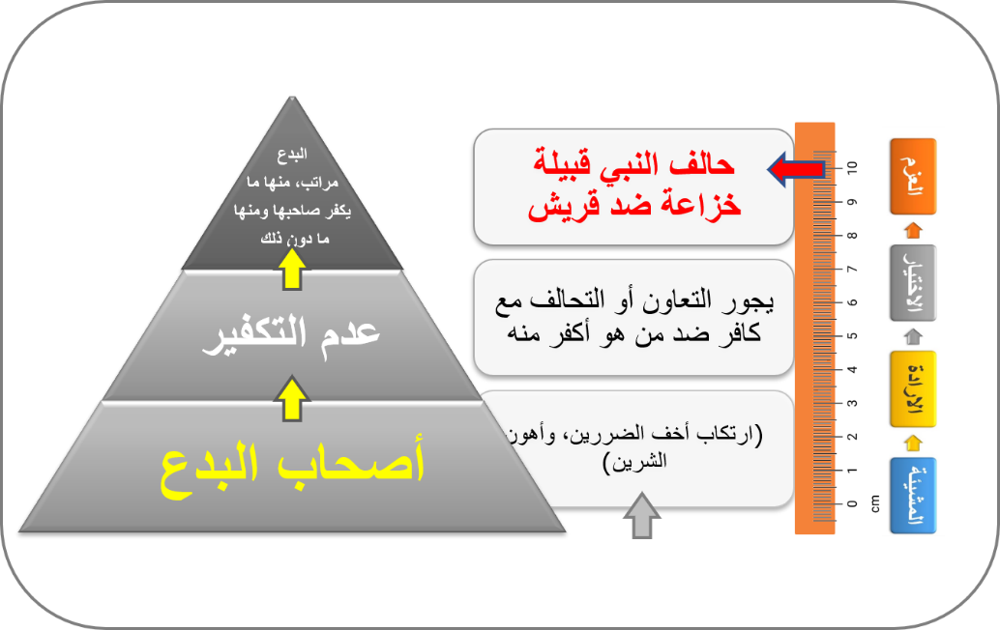 البدع
مراتب، منها ما
يكفر صاحبها ومنها
ما دون ذلك
عدم التكفير
أصحاب البدع
حالف النبي قبيلة
خزاعة ضد قريش
يجور التعاون أو التحالف مع
كافر ضد من هو أكفر منه
(ارتكاب أخف الضررين، وأهون
الشرين)
10
9
8
7
6
5
4
3
2
1
0
cm
العزم
الاختيار
الارادة
المشيئة